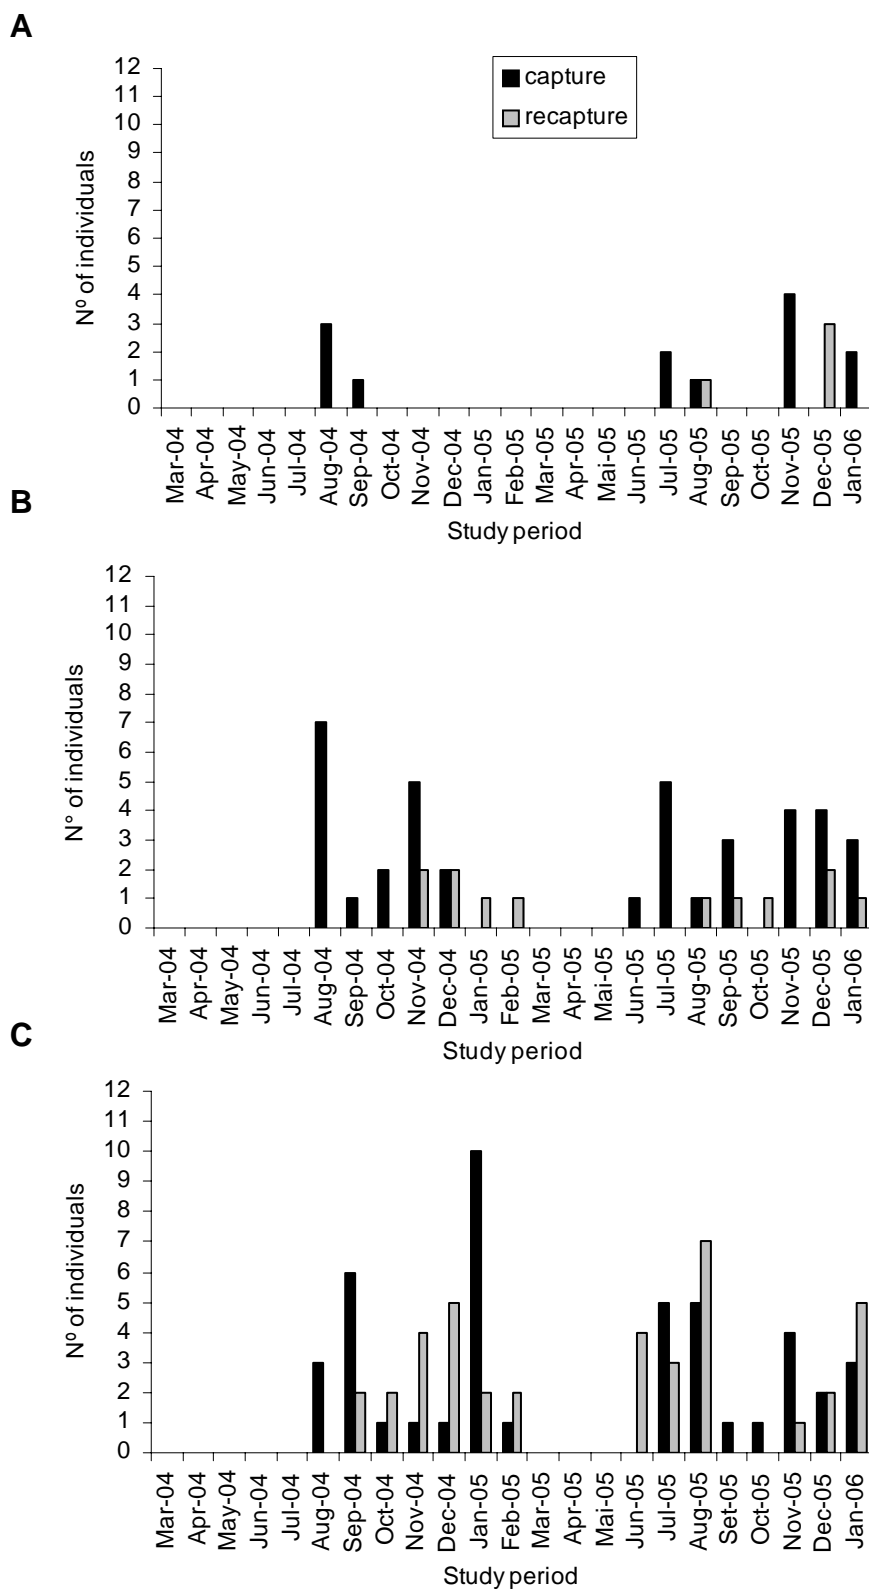 A
capture
recapture
12
11
10
9
8
7
6
5
4
3
2
1
0
Nº of individuals
Mar-04
Apr-04
May-04
Jun-04
Jul-04
Aug-04
Sep-04
Oct-04
Nov-04
Dec-04
Jan-05
Feb-05
Mar-05
Apr-05
Mai-05
Jun-05
Jul-05
Aug-05
Sep-05
Oct-05
Nov-05
Dec-05
Jan-06
Study period
B
12
11
10
9
8
7
6
5
4
3
2
1
0
N° of individuals
Mar-04
Apr-04
May-04
Jun-04
Jul-04
Aug-04
Sep-04
Oct-04
Nov-04
Dec-04
Jan-05
Feb-05
Mar-05
Apr-05
Mai-05
Jun-05
Jul-05
Aug-05
Sep-05
Oct-05
Nov-05
Dec-05
Jan-06
Study period
C
12
11
10
9
8
7
6
5
4
3
2
1
0
Nº of individuals
Mar-04
Apr-04
May-04
Jun-04
Jul-04
Aug-04
Sep-04
Oct-04
Nov-04
Dec-04
Jan-05
Feb-05
Mar-05
Apr-05
Mai-05
Jun-05
Jul-05
Aug-05
Set-05
Oct-05
Nov-05
Dec-05
Jan-06
Study period